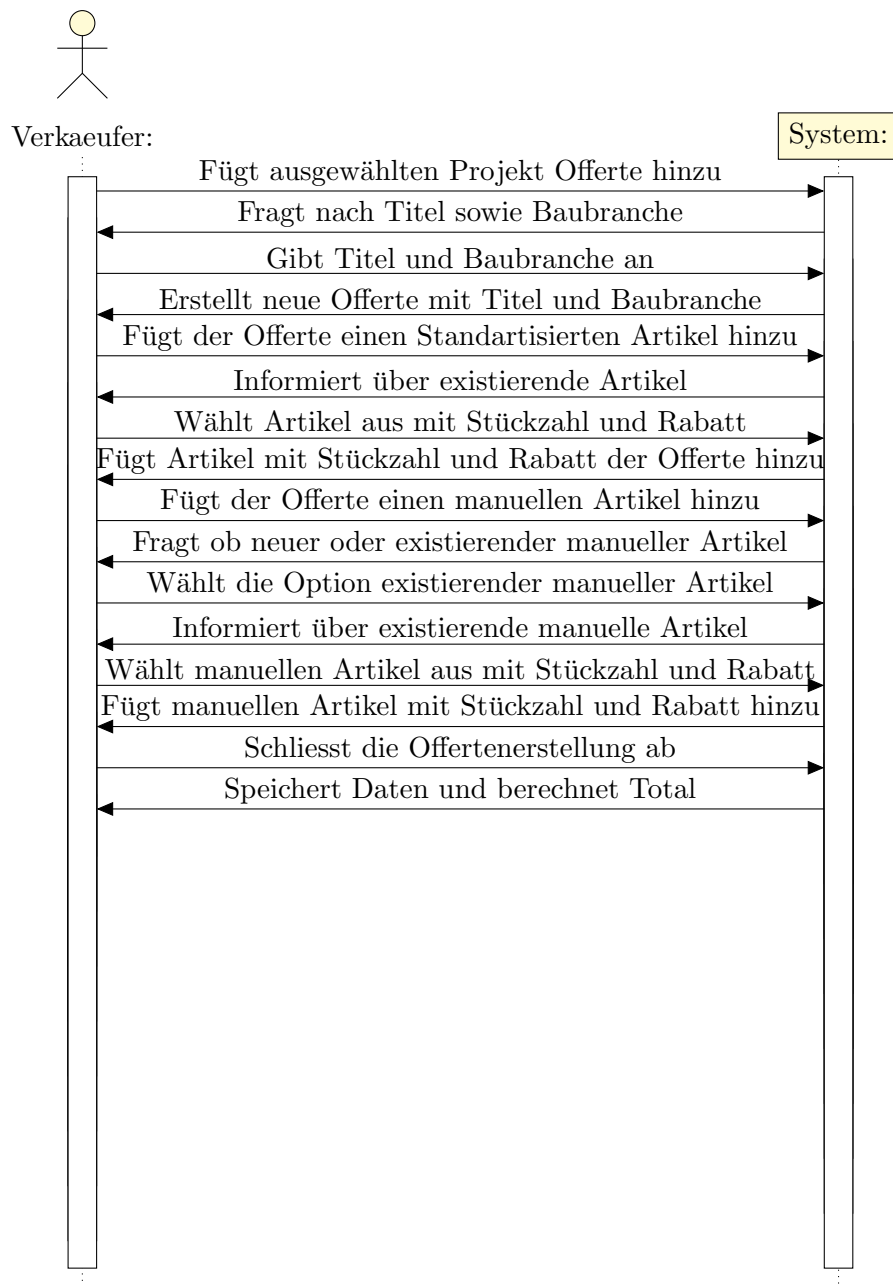 Verkaeufer:
System:
Fügt ausgewählten Projekt Offerte hinzu
Fragt nach Titel sowie Baubranche
Gibt Titel und Baubranche an
Erstellt neue Offerte mit Titel und Baubranche
Fügt der Offerte einen Standartisierten Artikel hinzu
Informiert über existierende Artikel
Wählt Artikel aus mit Stückzahl und Rabatt
Fügt Artikel mit Stückzahl und Rabatt der Offerte hinzu
Fügt der Offerte einen manuellen Artikel hinzu
Fragt ob neuer oder existierender manueller Artikel
Wählt die Option existierender manueller Artikel
Informiert über existierende manuelle Artikel
Wählt manuellen Artikel aus mit Stückzahl und Rabatt
Fügt manuellen Artikel mit Stückzahl und Rabatt hinzu
Schliesst die Offertenerstellung ab
Speichert Daten und berechnet Total